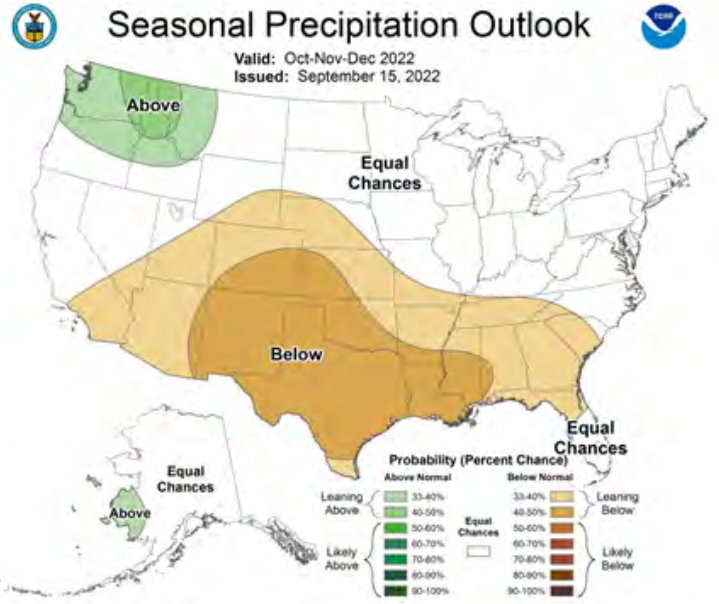 Seasonal Precipitation Outlook
Valid: Oct-Nov-Dec 2022
Issued: September 15, 2022
Above
Equal
Chances
Below
Equal
Chances
Equal
Chances
Above
Probability (Percent Chance)
Above Normal
Below Normal
Leaning
Above
33-40%
40-50%
Likely
Above
50-60%
60-70%
70-80%
80-90%
90-100%
Equal
Chances
33-40%
40-50%
Leaning
Below
50-60%
60-70%
70-80%
80-90%
90-100%
Likely
Below